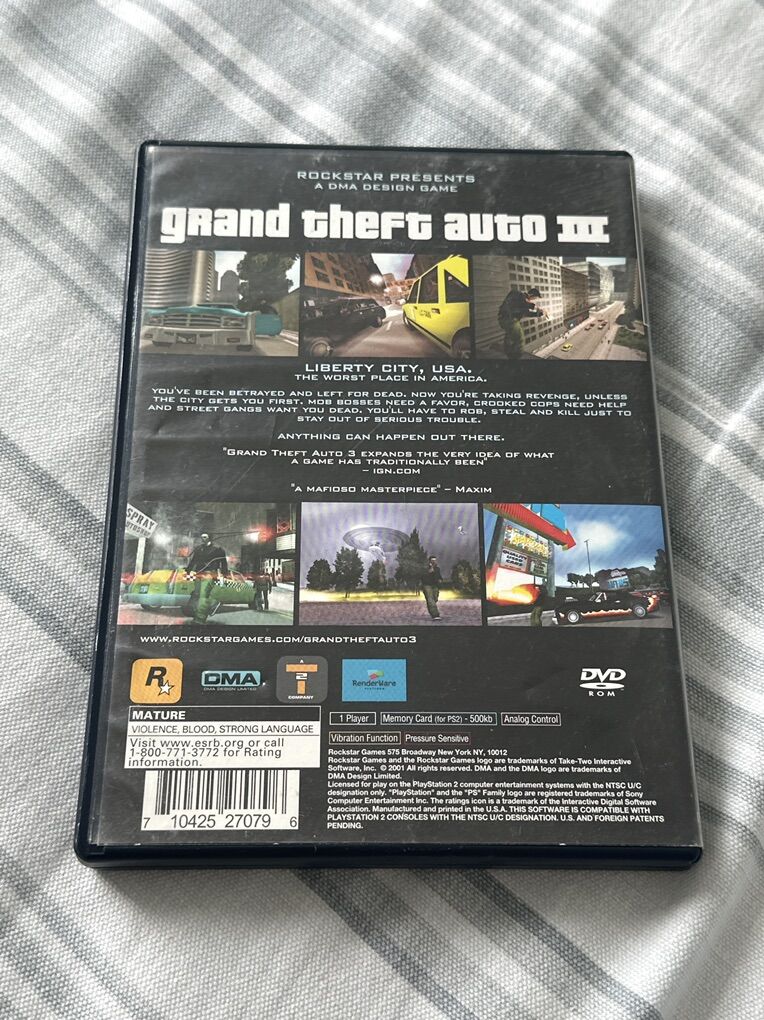 ROCKSTAR PRESENTS
A DMA DESIGN GAME
grand theft auto III
LIBERTY CITY, USA.
THE WORST PLACE IN AMERICA.
YOU'VE BEEN BETRAYED AND LEFT FOR DEAD. NOW YOU'RE TAKING REVENGE, UNLESS
THE CITY GETS YOU FIRST. MOB BOSSES NEED A FAVOR, CROOKED COPS NEED HELP
AND STREET GANGS WANT YOU DEAD. YOU'LL HAVE TO ROB, STEAL AND KILL JUST TO
STAY OUT OF SERIOUS TROUBLE.
ANYTHING CAN HAPPEN OUT THERE.
"GRAND THEFT AUTO 3 EXPANDS THE VERY IDEA OF WHAT
A GAME HAS TRADITIONALLY BEEN"
– IGN.COM
"A MAFIOSO MASTERPIECE" – MAXIM
SPRAY
WWW.ROCKSTARGAMES.COM/GRANDTHEFTAUTO3
R
DMA
DMA DESIGN LIMITED
A
T
COMPANY
RenderWare
PLATFORM
DVD
ROM
MATURE
VIOLENCE, BLOOD, STRONG LANGUAGE
Visit www.esrb.org or call
1-800-771-3772 for Rating
information.
7 10425 27079 6
1 Player
Memory Card (for PS2) - 500kb
Analog Control
Vibration Function
Pressure Sensitive
Rockstar Games 575 Broadway New York NY, 10012
Rockstar Games and the Rockstar Games logo are trademarks of Take-Two Interactive
Software, Inc. © 2001 All rights reserved. DMA and the DMA logo are trademarks of
DMA Design Limited.
Licensed for play on the PlayStation 2 computer entertainment systems with the NTSC U/C
designation only. "PlayStation" and the "PS" Family logo are registered trademarks of Sony
Computer Entertainment Inc. The ratings icon is a trademark of the Interactive Digital Software
Association. Manufactured and printed in the U.S.A. THIS SOFTWARE IS COMPATIBLE WITH
PLAYSTATION 2 CONSOLES WITH THE NTSC U/C DESIGNATION. U.S. AND FOREIGN PATENTS
PENDING.